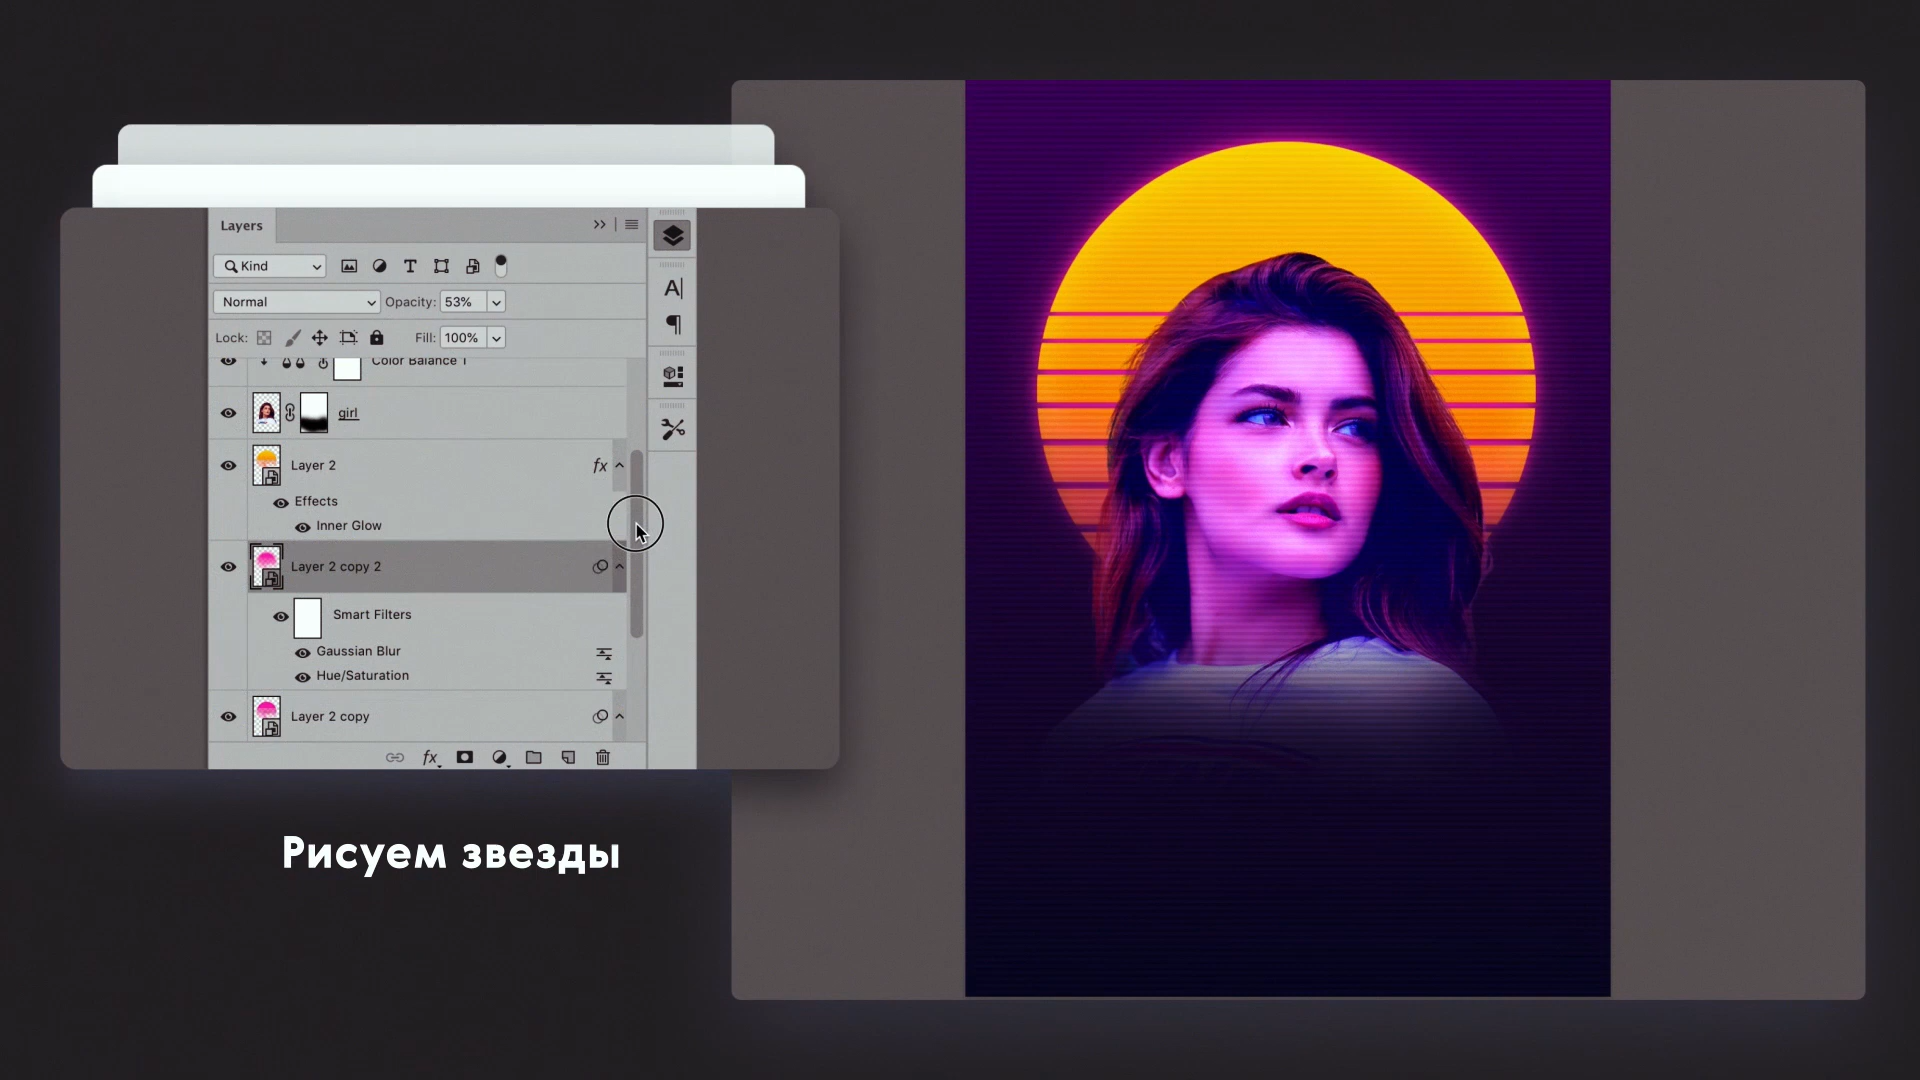 Layers
Kind
Normal Opacity: 53%
Lock: Fill: 100%
Color Balance 1
girl
Layer 2 fx
Effects
Inner Glow
Layer 2 copy 2
Smart Filters
Gaussian Blur
Hue/Saturation
Layer 2 copy
fx
Рисуем звезды